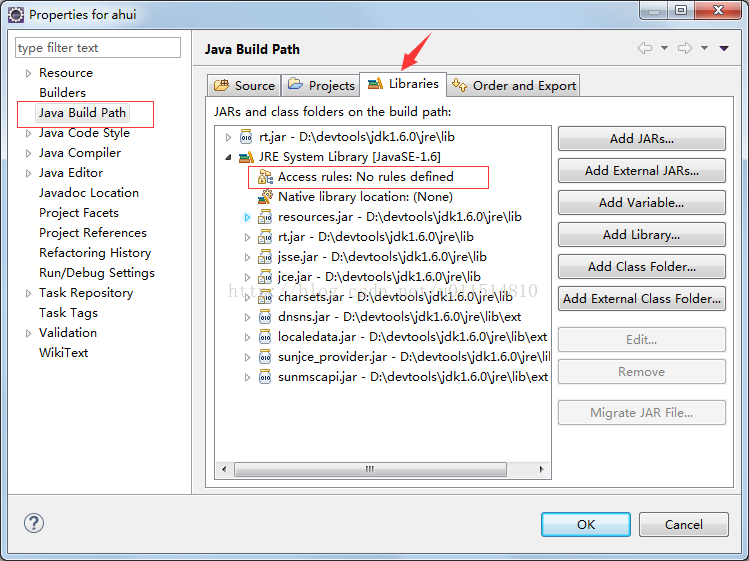 Properties for ahui
type filter text
Resource
Builders
Java Build Path
Java Code Style
Java Compiler
Java Editor
Javadoc Location
Project Facets
Project References
Refactoring History
Run/Debug Settings
Task Repository
Task Tags
Validation
WikiText
Java Build Path
Source
Projects
Libraries
Order and Export
JARs and class folders on the build path:
rt.jar - D:\devtools\jdk1.6.0\jre\lib
JRE System Library [JavaSE-1.6]
Access rules: No rules defined
Native library location: (None)
resources.jar - D:\devtools\jdk1.6.0\jre\lib
rt.jar - D:\devtools\jdk1.6.0\jre\lib
jsse.jar - D:\devtools\jdk1.6.0\jre\lib
jce.jar - D:\devtools\jdk1.6.0\jre\lib
http://blog.csdn.net/u011514810
charsets.jar - D:\devtools\jdk1.6.0\jre\lib
dnsns.jar - D:\devtools\jdk1.6.0\jre\lib\ext
localedata.jar - D:\devtools\jdk1.6.0\jre\lib\ext
sunjce_provider.jar - D:\devtools\jdk1.6.0\jre\lil
sunmscapi.jar - D:\devtools\jdk1.6.0\jre\lib\ext
Add JARs...
Add External JARs...
Add Variable...
Add Library...
Add Class Folder...
Add External Class Folder...
Edit...
Remove
Migrate JAR File...
?
OK
Cancel